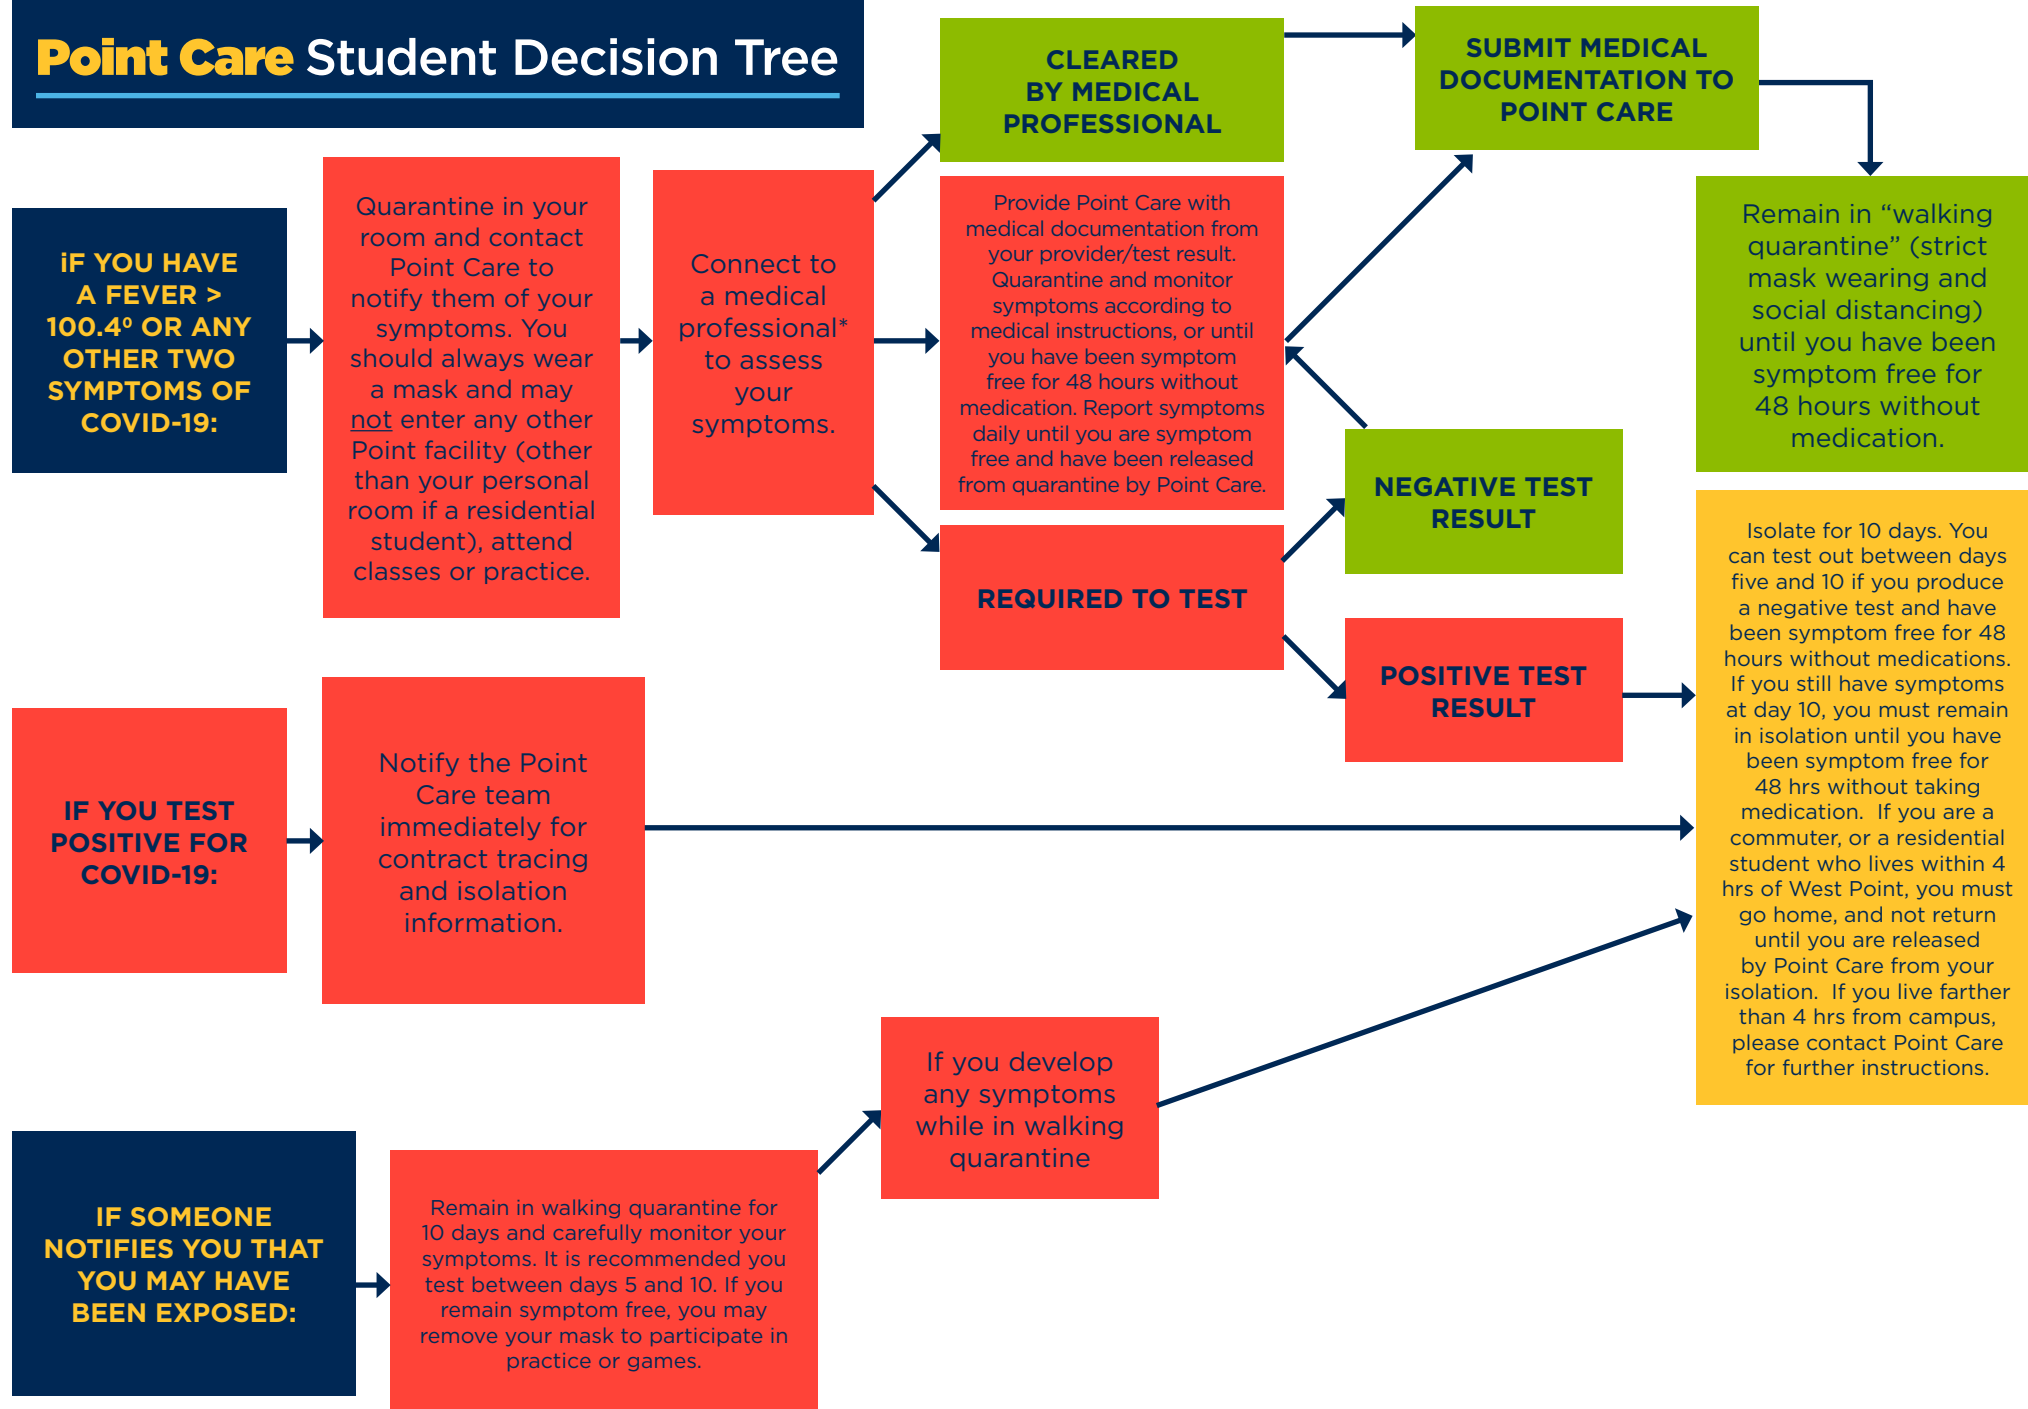 Point Care Student Decision Tree
iF YOU HAVE
A FEVER >
100.4⁰ OR ANY
OTHER TWO
SYMPTOMS OF
COVID-19:
Quarantine in your
room and contact
Point Care to
notify them of your
symptoms. You
should always wear
a mask and may
not enter any other
Point facility (other
than your personal
room if a residential
student), attend
classes or practice.
Connect to
a medical
professional*
to assess
your
symptoms.
CLEARED
BY MEDICAL
PROFESSIONAL
Provide Point Care with
medical documentation from
your provider/test result.
Quarantine and monitor
symptoms according to
medical instructions, or until
you have been symptom
free for 48 hours without
medication. Report symptoms
daily until you are symptom
free and have been released
from quarantine by Point Care.
REQUIRED TO TEST
SUBMIT MEDICAL
DOCUMENTATION TO
POINT CARE
NEGATIVE TEST
RESULT
POSITIVE TEST
RESULT
Remain in “walking
quarantine” (strict
mask wearing and
social distancing)
until you have been
symptom free for
48 hours without
medication.
Isolate for 10 days. You
can test out between days
five and 10 if you produce
a negative test and have
been symptom free for 48
hours without medications.
If you still have symptoms
at day 10, you must remain
in isolation until you have
been symptom free for
48 hrs without taking
medication.  If you are a
commuter, or a residential
student who lives within 4
hrs of West Point, you must
go home, and not return
until you are released
by Point Care from your
isolation.  If you live farther
than 4 hrs from campus,
please contact Point Care
for further instructions.
IF YOU TEST
POSITIVE FOR
COVID-19:
Notify the Point
Care team
immediately for
contract tracing
and isolation
information.
IF SOMEONE
NOTIFIES YOU THAT
YOU MAY HAVE
BEEN EXPOSED:
Remain in walking quarantine for
10 days and carefully monitor your
symptoms. It is recommended you
test between days 5 and 10. If you
remain symptom free, you may
remove your mask to participate in
practice or games.
If you develop
any symptoms
while in walking
quarantine